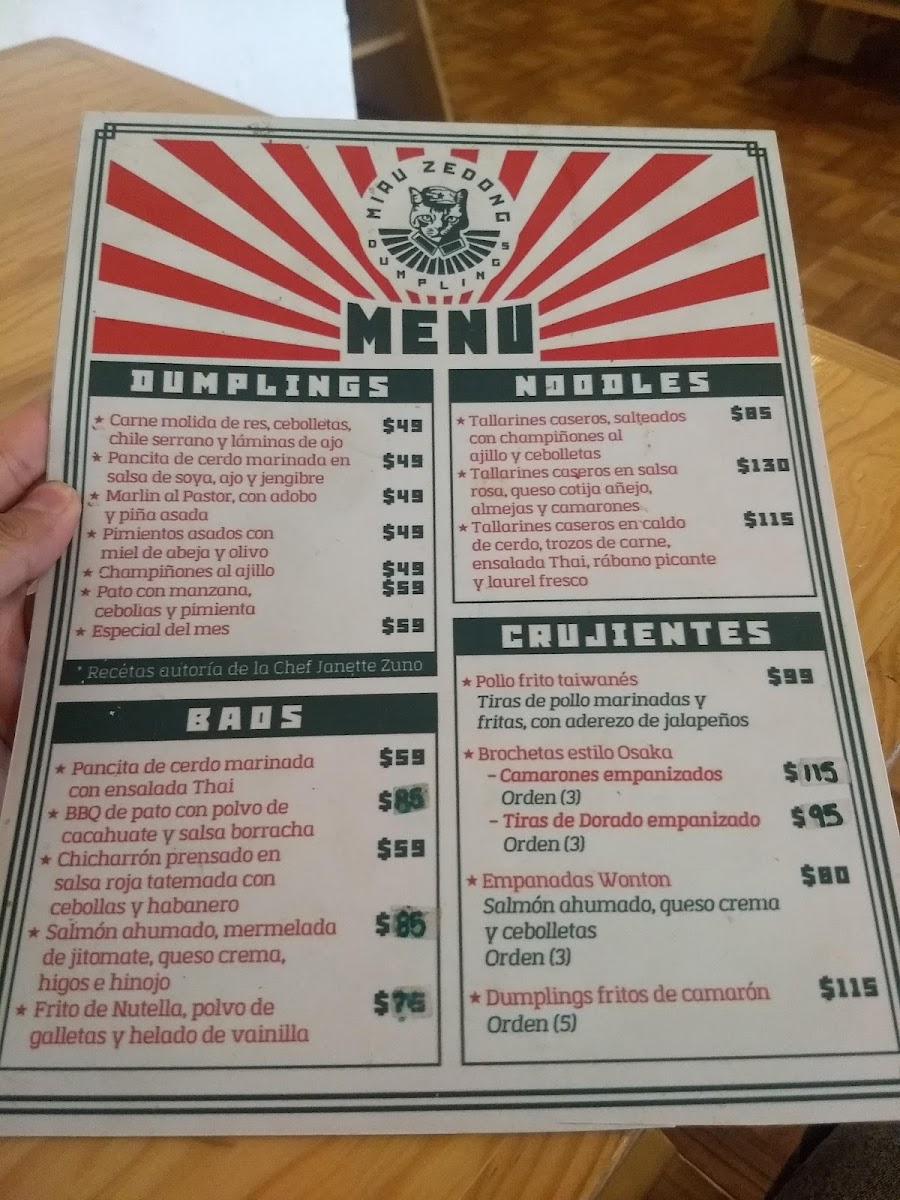 MIAU ZEDONG
DUMPLINGS
MENU
DUMPLINGS
★ Carne molida de res, cebolletas, $49
chile serrano y láminas de ajo
★ Pancita de cerdo marinada en $49
salsa de soya, ajo y jengibre
★ Marlin al Pastor, con adobo $49
y piña asada
★ Pimientos asados con $49
miel de abeja y olivo
★ Champiñones al ajillo $49
★ Pato con manzana, $59
cebollas y pimienta
★ Especial del mes $59
* Recetas autoría de la Chef Janette Zuno
BAOS
★ Pancita de cerdo marinada $59
con ensalada Thai
★ BBQ de pato con polvo de $85
cacahuate y salsa borracha
★ Chicharrón prensado en $59
salsa roja tatemada con
cebollas y habanero
★ Salmón ahumado, mermelada $85
de jitomate, queso crema,
higos e hinojo
★ Frito de Nutella, polvo de $75
galletas y helado de vainilla
NOODLES
★ Tallarines caseros, salteados $85
con champiñones al
ajillo y cebolletas
★ Tallarines caseros en salsa $130
rosa, queso cotija añejo,
almejas y camarones
★ Tallarines caseros en caldo $115
de cerdo, trozos de carne,
ensalada Thai, rábano picante
y laurel fresco
CRUJIENTES
★ Pollo frito taiwanés $99
Tiras de pollo marinadas y
fritas, con aderezo de jalapeños
★ Brochetas estilo Osaka
– Camarones empanizados $115
Orden (3)
– Tiras de Dorado empanizado $95
Orden (3)
★ Empanadas Wonton $80
Salmón ahumado, queso crema
y cebolletas
Orden (3)
★ Dumplings fritos de camarón $115
Orden (5)